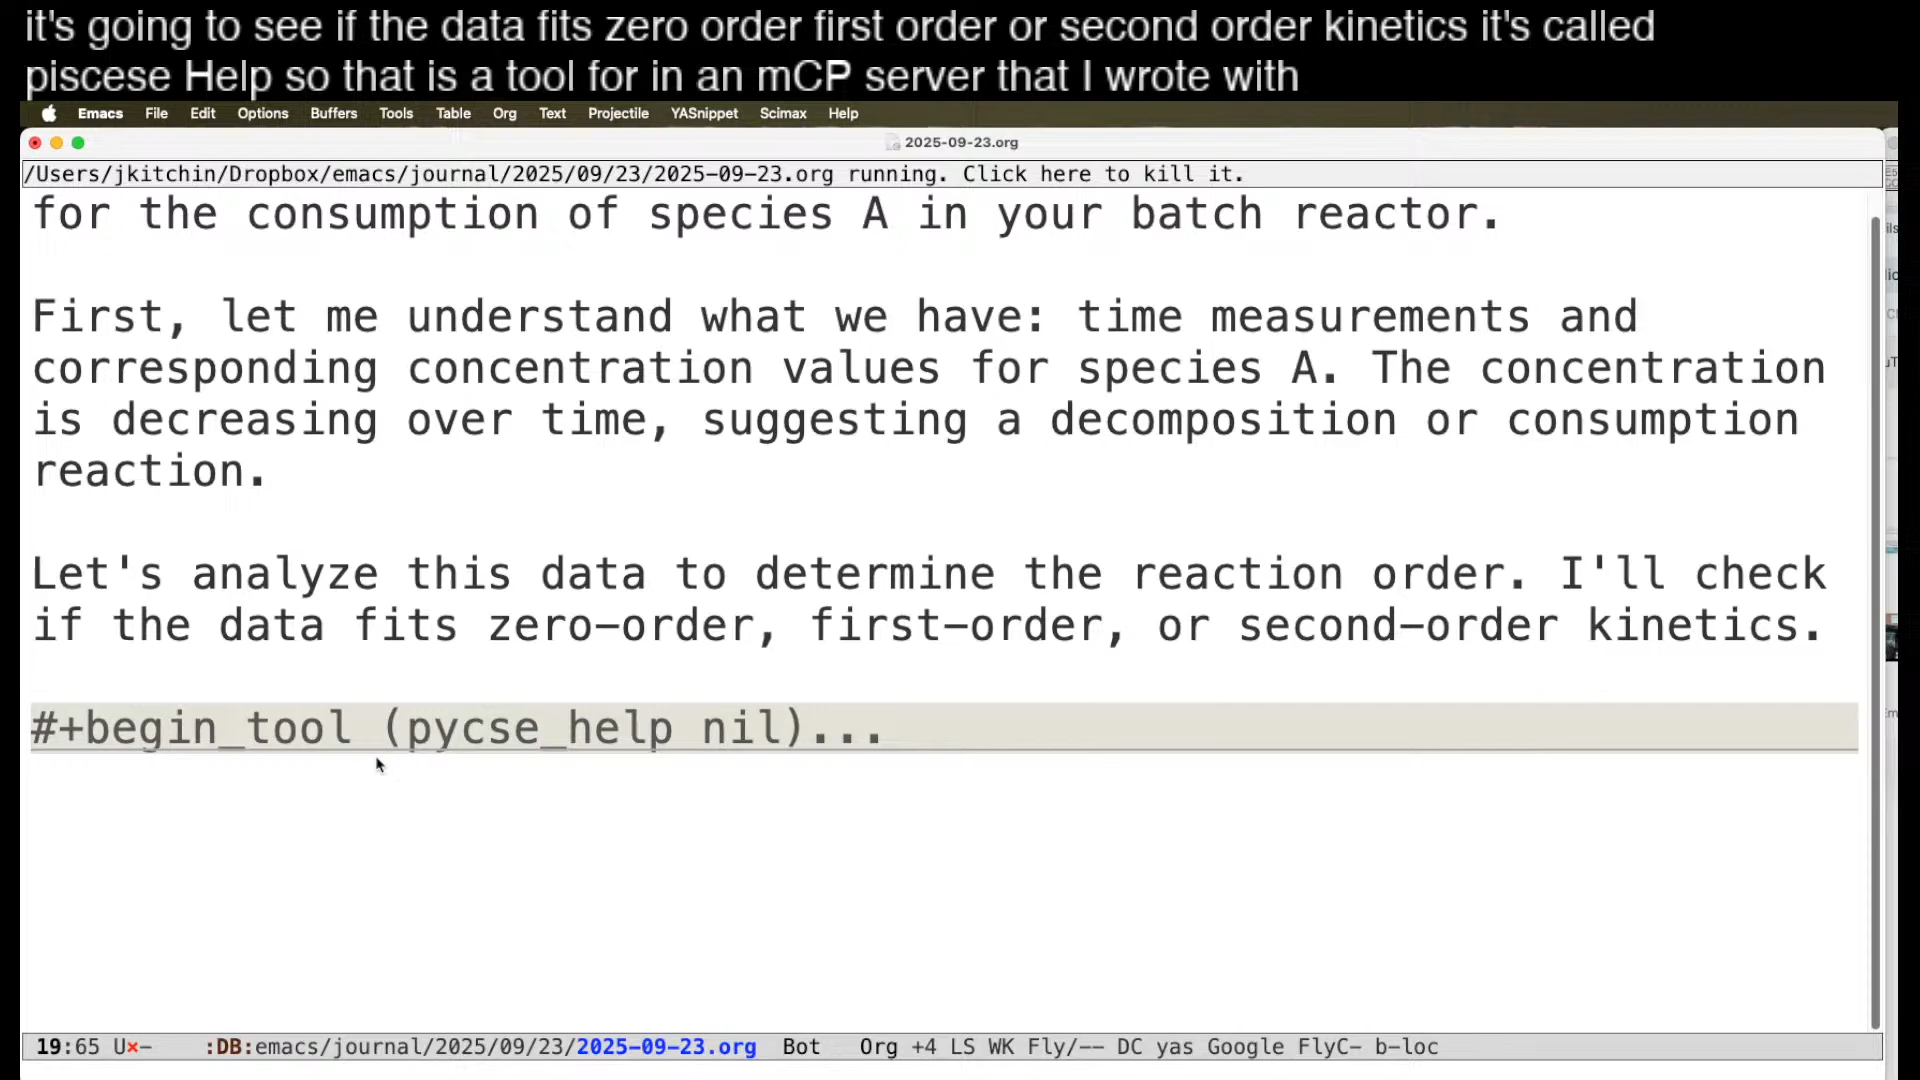 it's going to see if the data fits zero order first order or second order kinetics it's called
piscese Help so that is a tool for in an mCP server that I wrote with
Emacs File Edit Options Buffers Tools Table Org Text Projectile YASnippet Scimax Help
2025-09-23.org
/Users/jkitchin/Dropbox/emacs/journal/2025/09/23/2025-09-23.org running. Click here to kill it.
for the consumption of species A in your batch reactor.
First, let me understand what we have: time measurements and
corresponding concentration values for species A. The concentration
is decreasing over time, suggesting a decomposition or consumption
reaction.
Let's analyze this data to determine the reaction order. I'll check
if the data fits zero-order, first-order, or second-order kinetics.
#+begin_tool (pycse_help nil)...
19:65 U×- :DB:emacs/journal/2025/09/23/2025-09-23.org Bot Org +4 LS WK Fly/-- DC yas Google FlyC- b-loc